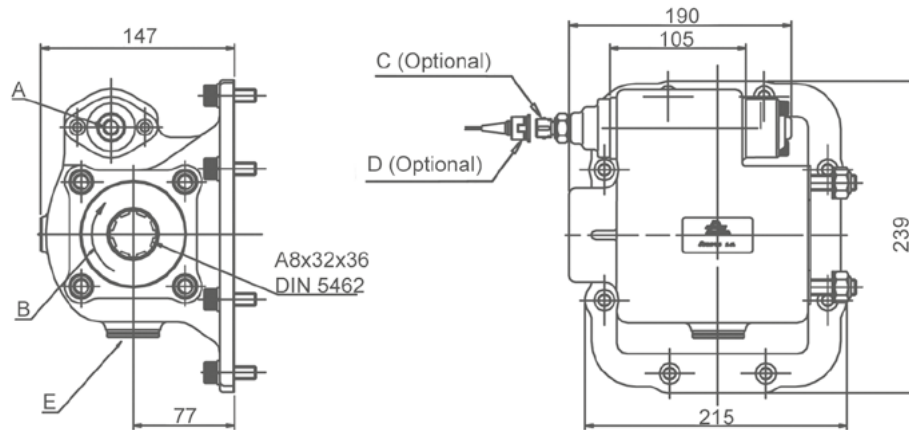 147
A
B
E
77
A8x32x36
DIN 5462
190
105
C (Optional)
D (Optional)
239
215